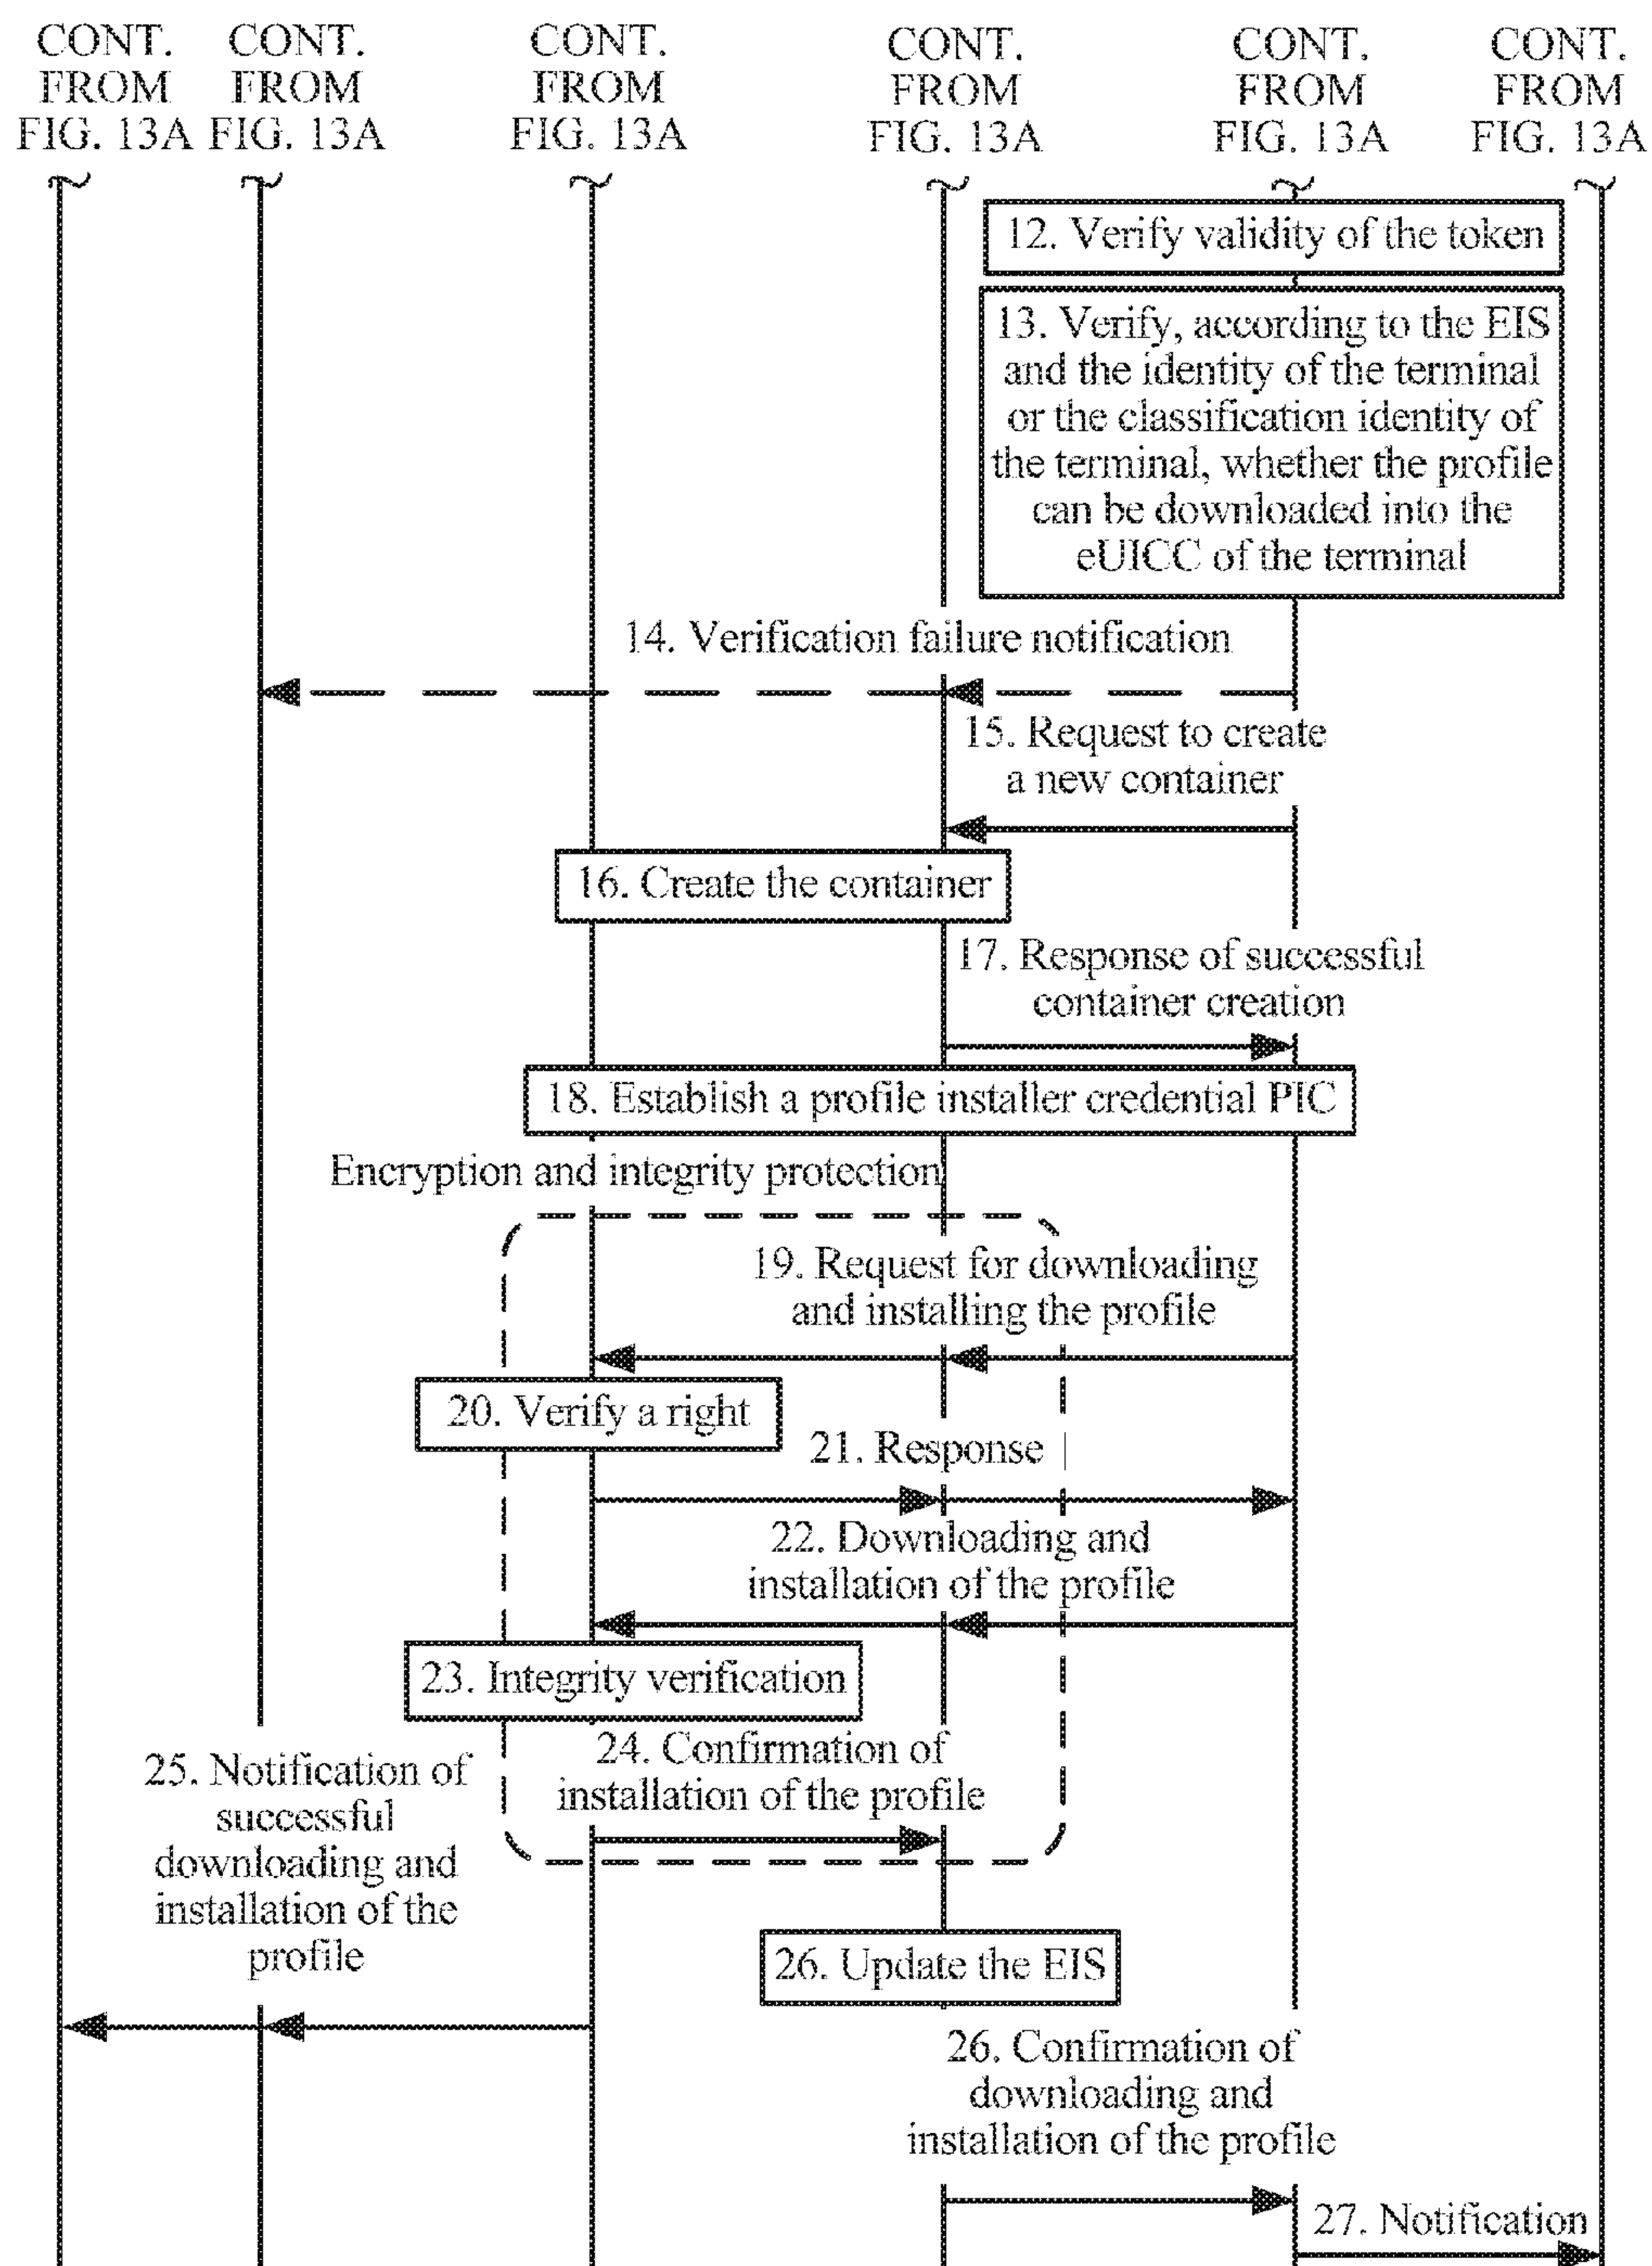 CONT. CONT. CONT. CONT. CONT. CONT.
FROM FROM FROM FROM FROM FROM
FIG. 13A FIG. 13A FIG. 13A FIG. 13A FIG. 13A FIG. 13A
12. Verify validity of the token
13. Verify, according to the EIS
and the identity of the terminal
or the classification identity of
the terminal, whether the profile
can be downloaded into the
eUICC of the terminal
14. Verification failure notification
15. Request to create
a new container
16. Create the container
17. Response of successful
container creation
18. Establish a profile installer credential PIC
Encryption and integrity protection
19. Request for downloading
and installing the profile
20. Verify a right
21. Response
22. Downloading and
installation of the profile
23. Integrity verification
24. Confirmation of
installation of the profile
25. Notification of
successful
downloading and
installation of the
profile
26. Update the EIS
26. Confirmation of
downloading and
installation of the profile
27. Notification